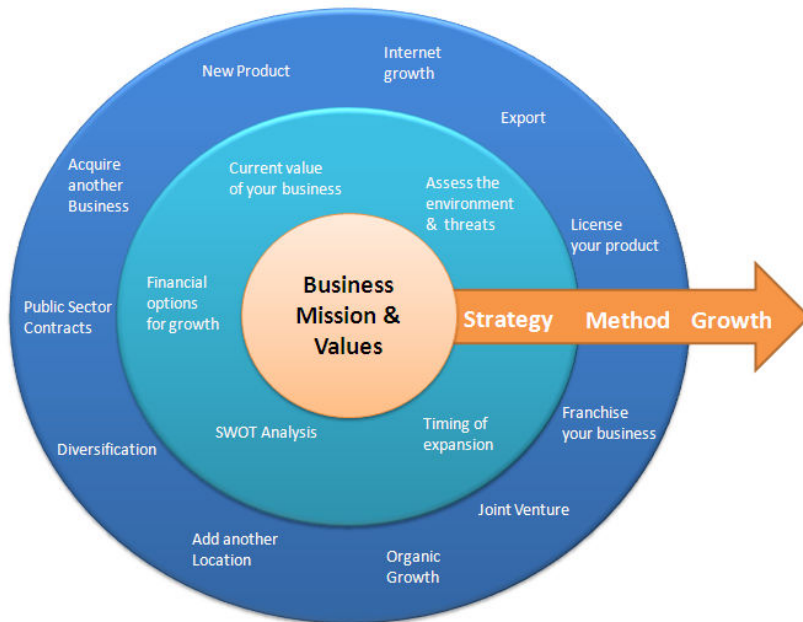 New Product
Internet
growth
Export
Acquire
another
Business
Current value
of your business
Assess the
environment
& threats
License
your product
Public Sector
Contracts
Financial
options
for growth
Business
Mission &
Values
Strategy Method Growth
Franchise
your business
Timing of
expansion
SWOT Analysis
Diversification
Joint Venture
Add another
Location
Organic
Growth